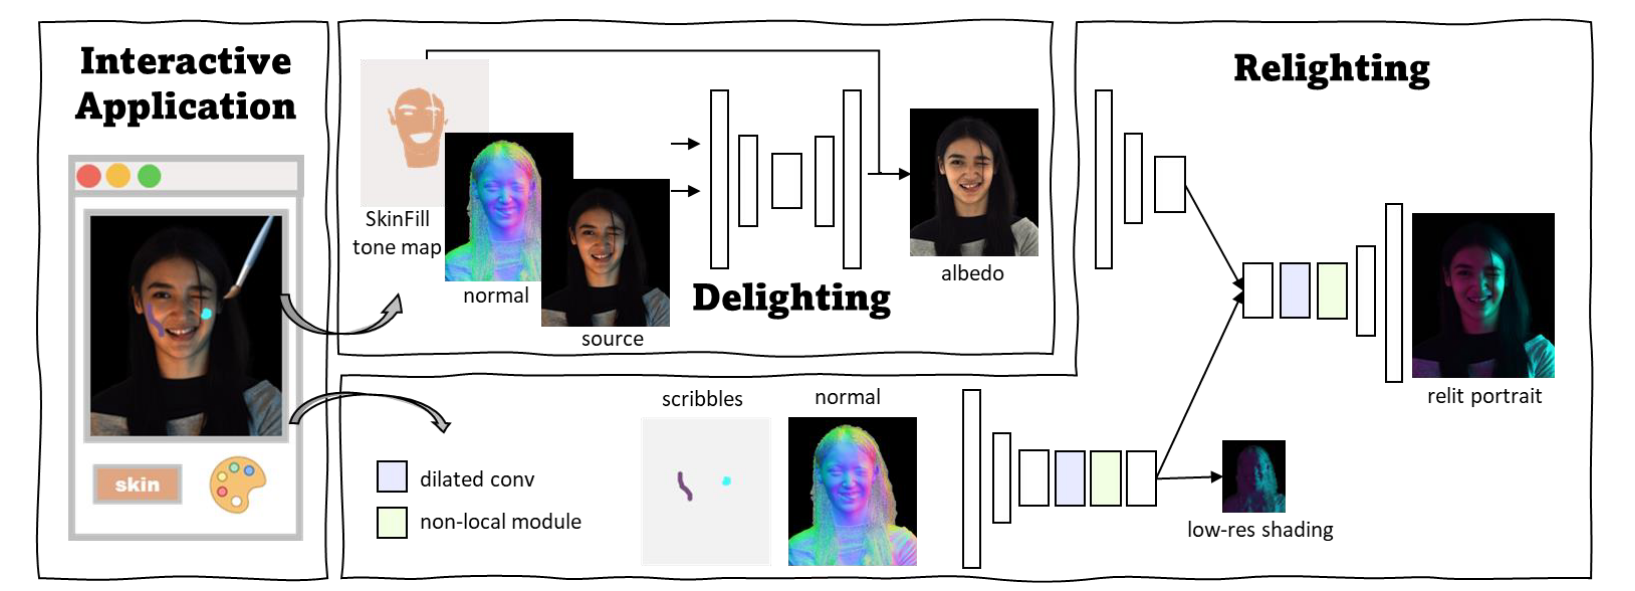 Interactive
Application
skin
SkinFill
tone map
normal
source
Delighting
albedo
Relighting
scribbles
normal
dilated conv
non-local module
low-res shading
relit portrait